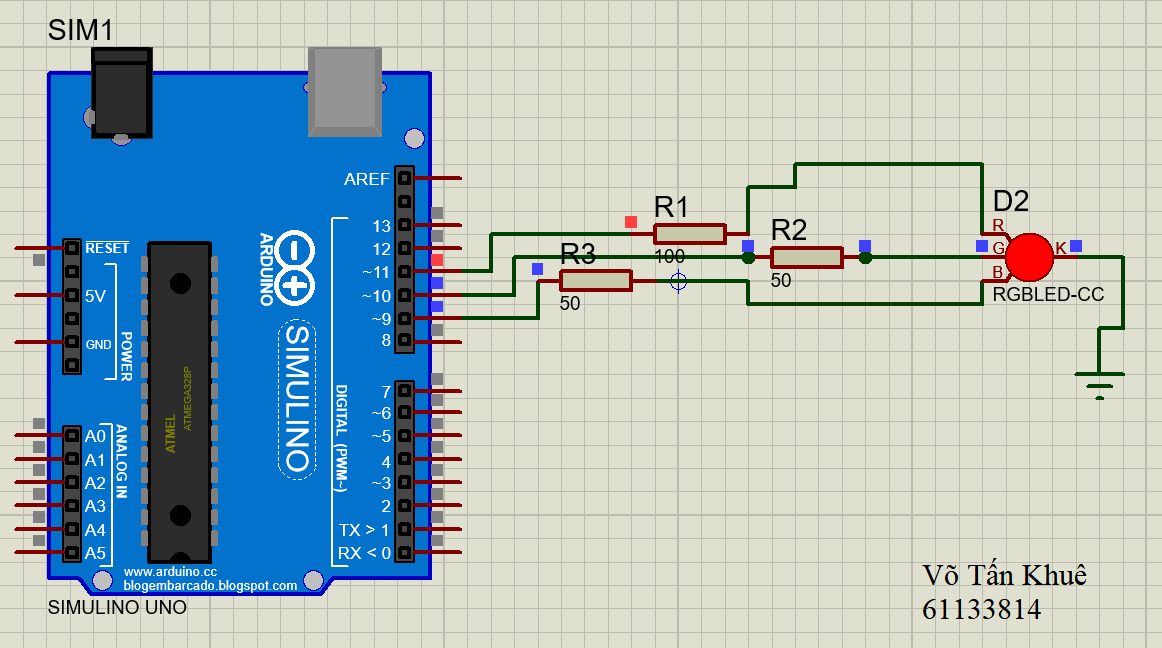 SIM1
AREF
13
12
~11
~10
~9
8
7
~6
~5
4
~3
2
TX > 1
RX < 0
RESET
5V
GND
POWER
A0
A1
A2
A3
A4
A5
ANALOG IN
ATMEL
ATMEGA328P
ARDUINO
SIMULINO
DIGITAL (PWM~)
www.arduino.cc
blogembarcado.blogspot.com
SIMULINO UNO
R1
100
R2
50
R3
50
D2
R
G
B
K
RGBLED-CC
Võ Tấn Khuê
61133814